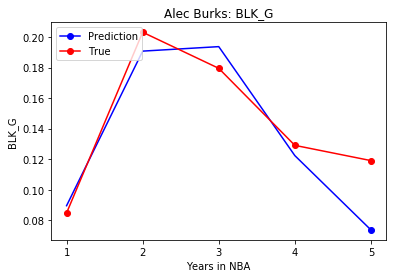 Alec Burks: BLK_G
Prediction
True
0.20
0.18
0.16
0.14
0.12
0.10
0.08
BLK_G
1 2 3 4 5
Years in NBA